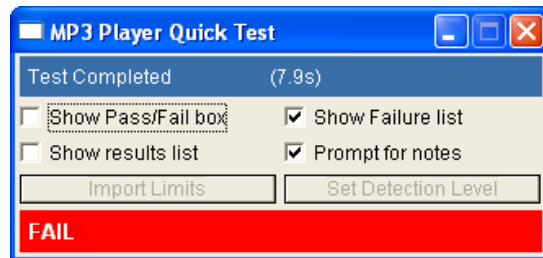 MP3 Player Quick Test
Test Completed (7.9s)
Show Pass/Fail box Show Failure list
Show results list Prompt for notes
Import Limits Set Detection Level
FAIL